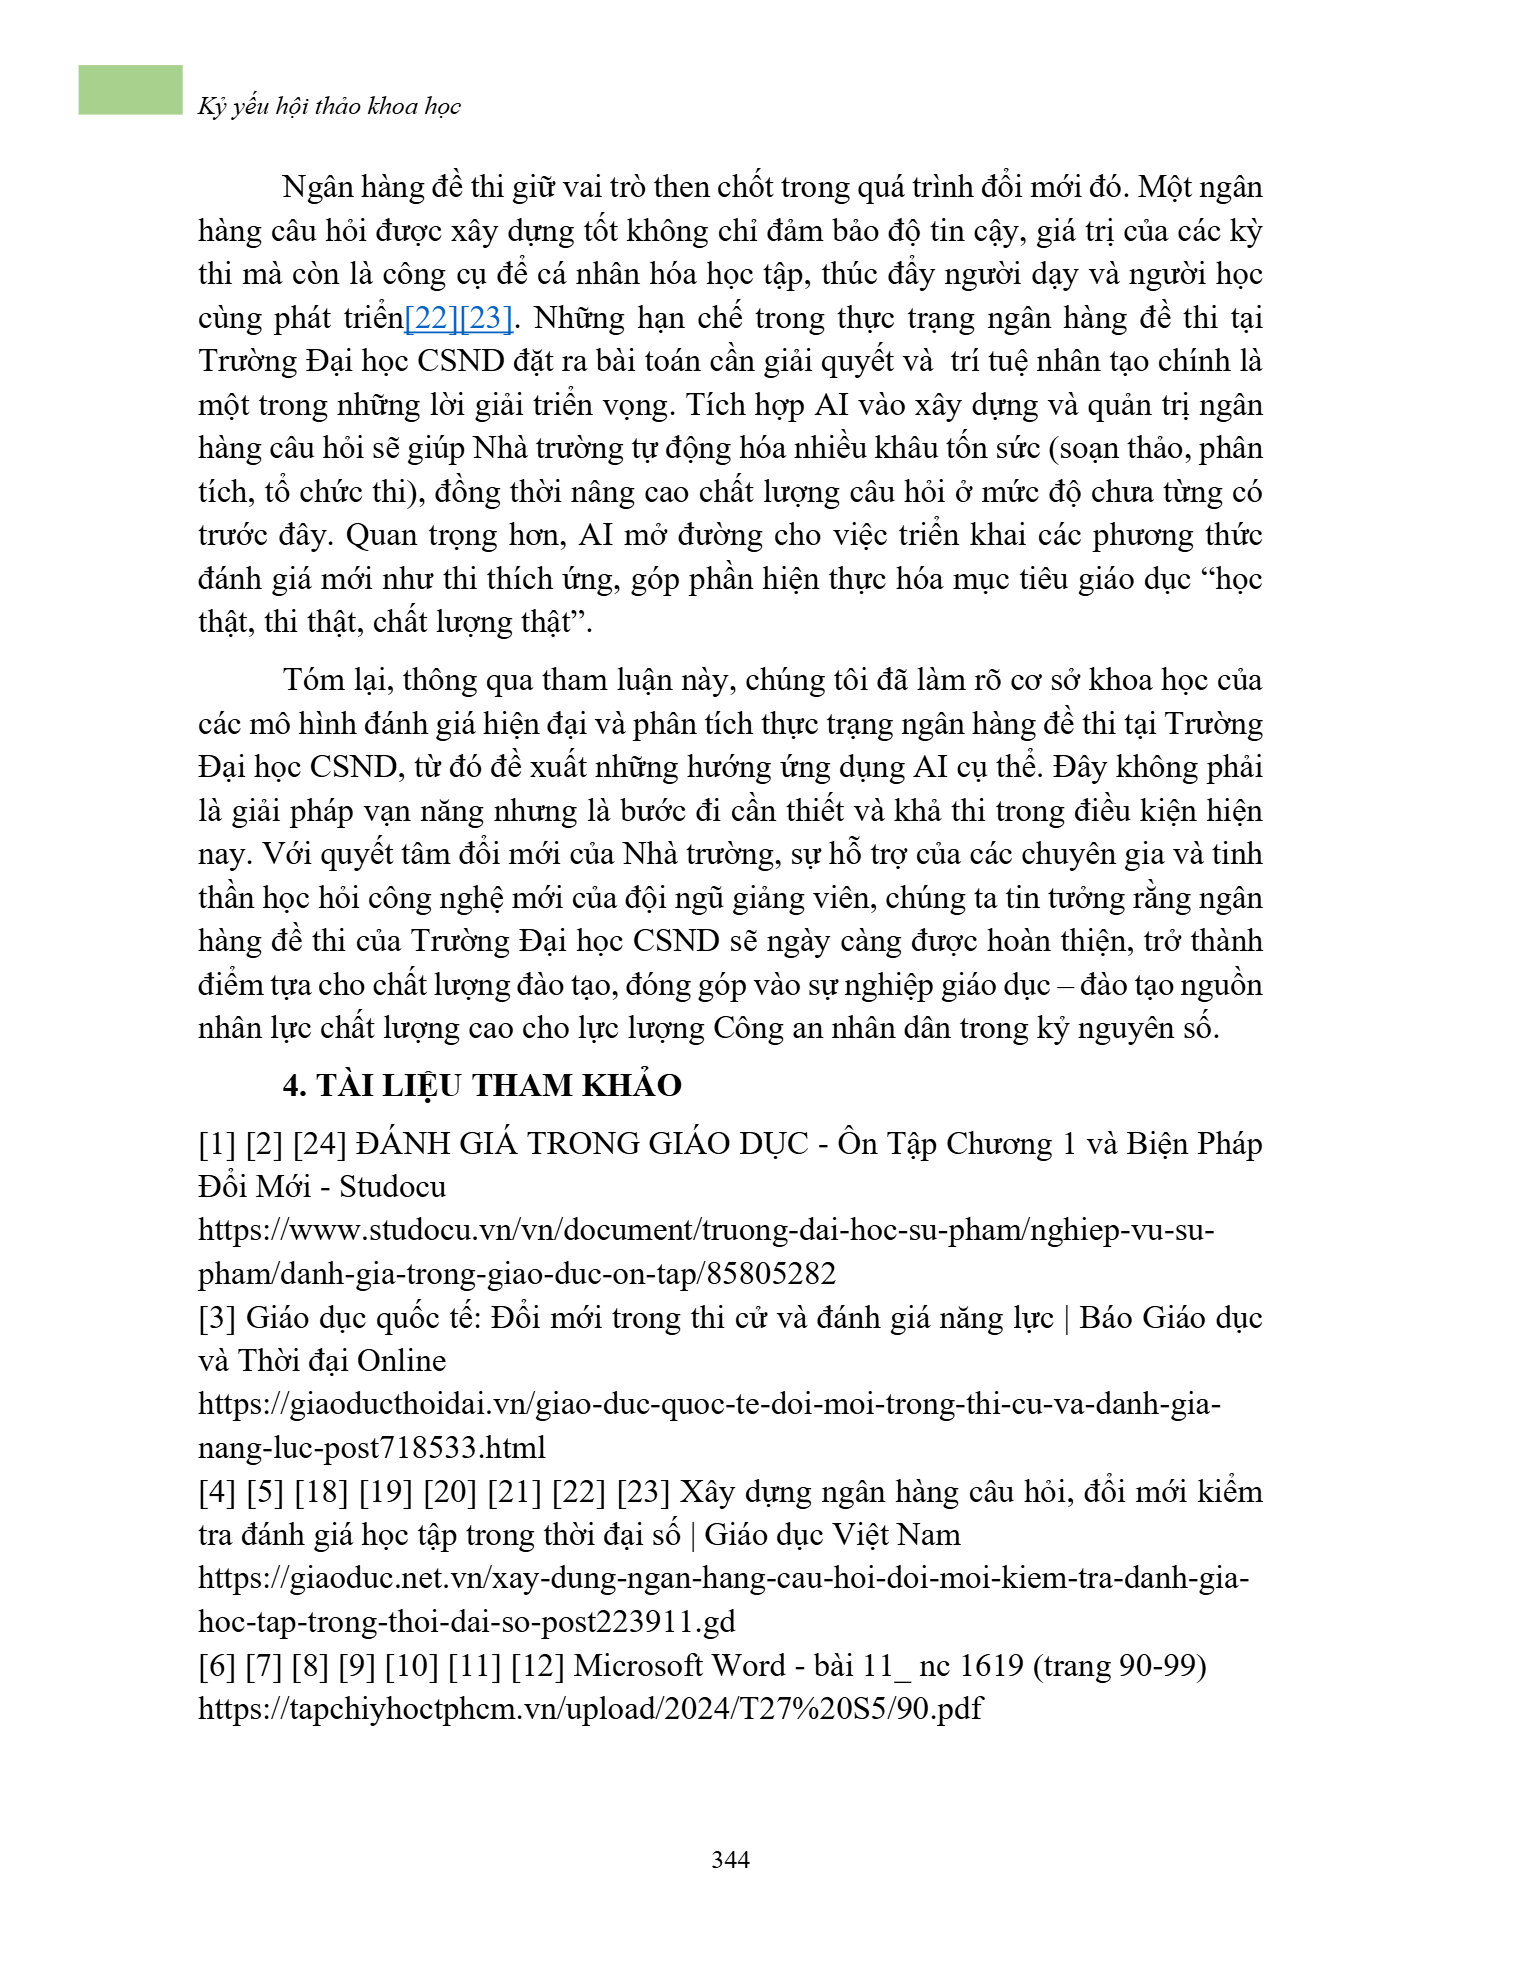 Kỷ yếu hội thảo khoa học
Ngân hàng đề thi giữ vai trò then chốt trong quá trình đổi mới đó. Một ngân
hàng câu hỏi được xây dựng tốt không chỉ đảm bảo độ tin cậy, giá trị của các kỳ
thi mà còn là công cụ để cá nhân hóa học tập, thúc đẩy người dạy và người học
cùng phát triển[22][23]. Những hạn chế trong thực trạng ngân hàng đề thi tại
Trường Đại học CSND đặt ra bài toán cần giải quyết và  trí tuệ nhân tạo chính là
một trong những lời giải triển vọng. Tích hợp AI vào xây dựng và quản trị ngân
hàng câu hỏi sẽ giúp Nhà trường tự động hóa nhiều khâu tốn sức (soạn thảo, phân
tích, tổ chức thi), đồng thời nâng cao chất lượng câu hỏi ở mức độ chưa từng có
trước đây. Quan trọng hơn, AI mở đường cho việc triển khai các phương thức
đánh giá mới như thi thích ứng, góp phần hiện thực hóa mục tiêu giáo dục “học
thật, thi thật, chất lượng thật”.
Tóm lại, thông qua tham luận này, chúng tôi đã làm rõ cơ sở khoa học của
các mô hình đánh giá hiện đại và phân tích thực trạng ngân hàng đề thi tại Trường
Đại học CSND, từ đó đề xuất những hướng ứng dụng AI cụ thể. Đây không phải
là giải pháp vạn năng nhưng là bước đi cần thiết và khả thi trong điều kiện hiện
nay. Với quyết tâm đổi mới của Nhà trường, sự hỗ trợ của các chuyên gia và tinh
thần học hỏi công nghệ mới của đội ngũ giảng viên, chúng ta tin tưởng rằng ngân
hàng đề thi của Trường Đại học CSND sẽ ngày càng được hoàn thiện, trở thành
điểm tựa cho chất lượng đào tạo, đóng góp vào sự nghiệp giáo dục – đào tạo nguồn
nhân lực chất lượng cao cho lực lượng Công an nhân dân trong kỷ nguyên số.
4. TÀI LIỆU THAM KHẢO
[1] [2] [24] ĐÁNH GIÁ TRONG GIÁO DỤC - Ôn Tập Chương 1 và Biện Pháp
Đổi Mới - Studocu
https://www.studocu.vn/vn/document/truong-dai-hoc-su-pham/nghiep-vu-su-
pham/danh-gia-trong-giao-duc-on-tap/85805282
[3] Giáo dục quốc tế: Đổi mới trong thi cử và đánh giá năng lực | Báo Giáo dục
và Thời đại Online
https://giaoducthoidai.vn/giao-duc-quoc-te-doi-moi-trong-thi-cu-va-danh-gia-
nang-luc-post718533.html
[4] [5] [18] [19] [20] [21] [22] [23] Xây dựng ngân hàng câu hỏi, đổi mới kiểm
tra đánh giá học tập trong thời đại số | Giáo dục Việt Nam
https://giaoduc.net.vn/xay-dung-ngan-hang-cau-hoi-doi-moi-kiem-tra-danh-gia-
hoc-tap-trong-thoi-dai-so-post223911.gd
[6] [7] [8] [9] [10] [11] [12] Microsoft Word - bài 11_ nc 1619 (trang 90-99)
https://tapchiyhoctphcm.vn/upload/2024/T27%20S5/90.pdf
344